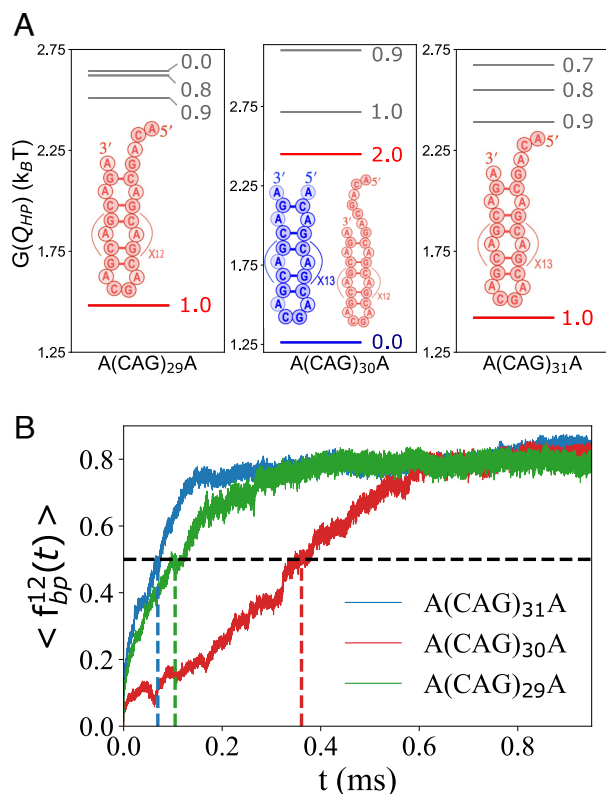 A
G(Q_HP) (k_BT)
2.75
2.25
1.75
1.25
0.0
0.8
0.9
A 5′
C
3′ G
A A
G C
C G
A A
G C
C G
A A
X12
G C
C G
A A
C G
1.0
A(CAG)₂₉A
2.75
2.25
1.75
1.25
0.9
1.0
2.0
3′ 5′
X13
3′ 5′
X12
0.0
A(CAG)₃₀A
2.75
2.25
1.75
1.25
0.7
0.8
0.9
A 5′
3′
X13
1.0
A(CAG)₃₁A
B
< f¹²_bp(t) >
0.8
0.6
0.4
0.2
0.0
A(CAG)₃₁A
A(CAG)₃₀A
A(CAG)₂₉A
0.0 0.2 0.4 0.6 0.8
t (ms)